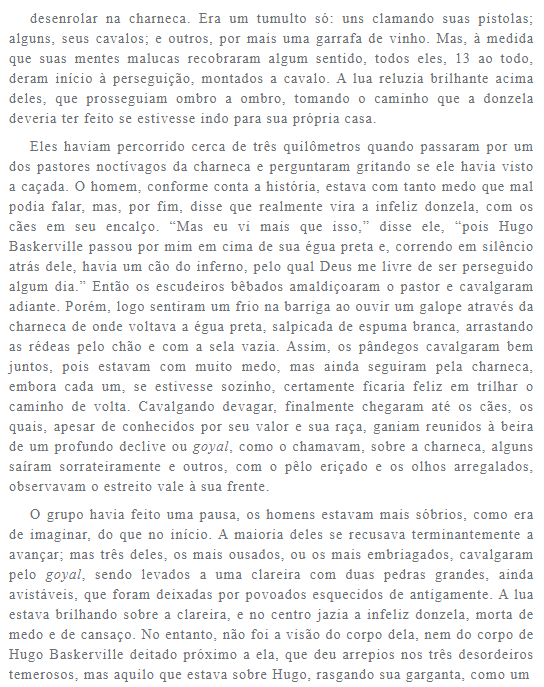 desenrolar na charneca. Era um tumulto só: uns clamando suas pistolas;
alguns, seus cavalos; e outros, por mais uma garrafa de vinho. Mas, à medida
que suas mentes malucas recobraram algum sentido, todos eles, 13 ao todo,
deram início à perseguição, montados a cavalo. A lua reluzia brilhante acima
deles, que prosseguiam ombro a ombro, tomando o caminho que a donzela
deveria ter feito se estivesse indo para sua própria casa.
Eles haviam percorrido cerca de três quilômetros quando passaram por um
dos pastores noctívagos da charneca e perguntaram gritando se ele havia visto
a caçada. O homem, conforme conta a história, estava com tanto medo que mal
podia falar, mas, por fim, disse que realmente vira a infeliz donzela, com os
cães em seu encalço. “Mas eu vi mais que isso,” disse ele, “pois Hugo
Baskerville passou por mim em cima de sua égua preta e, correndo em silêncio
atrás dele, havia um cão do inferno, pelo qual Deus me livre de ser perseguido
algum dia.” Então os escudeiros bêbados amaldiçoaram o pastor e cavalgaram
adiante. Porém, logo sentiram um frio na barriga ao ouvir um galope através da
charneca de onde voltava a égua preta, salpicada de espuma branca, arrastando
as rédeas pelo chão e com a sela vazia. Assim, os pândegos cavalgaram bem
juntos, pois estavam com muito medo, mas ainda seguiram pela charneca,
embora cada um, se estivesse sozinho, certamente ficaria feliz em trilhar o
caminho de volta. Cavalgando devagar, finalmente chegaram até os cães, os
quais, apesar de conhecidos por seu valor e sua raça, ganiam reunidos à beira
de um profundo declive ou goyal, como o chamavam, sobre a charneca, alguns
saíram sorrateiramente e outros, com o pêlo eriçado e os olhos arregalados,
observavam o estreito vale à sua frente.
O grupo havia feito uma pausa, os homens estavam mais sóbrios, como era
de imaginar, do que no início. A maioria deles se recusava terminantemente a
avançar; mas três deles, os mais ousados, ou os mais embriagados, cavalgaram
pelo goyal, sendo levados a uma clareira com duas pedras grandes, ainda
avistáveis, que foram deixadas por povoados esquecidos de antigamente. A lua
estava brilhando sobre a clareira, e no centro jazia a infeliz donzela, morta de
medo e de cansaço. No entanto, não foi a visão do corpo dela, nem do corpo de
Hugo Baskerville deitado próximo a ela, que deu arrepios nos três desordeiros
temerosos, mas aquilo que estava sobre Hugo, rasgando sua garganta, como um